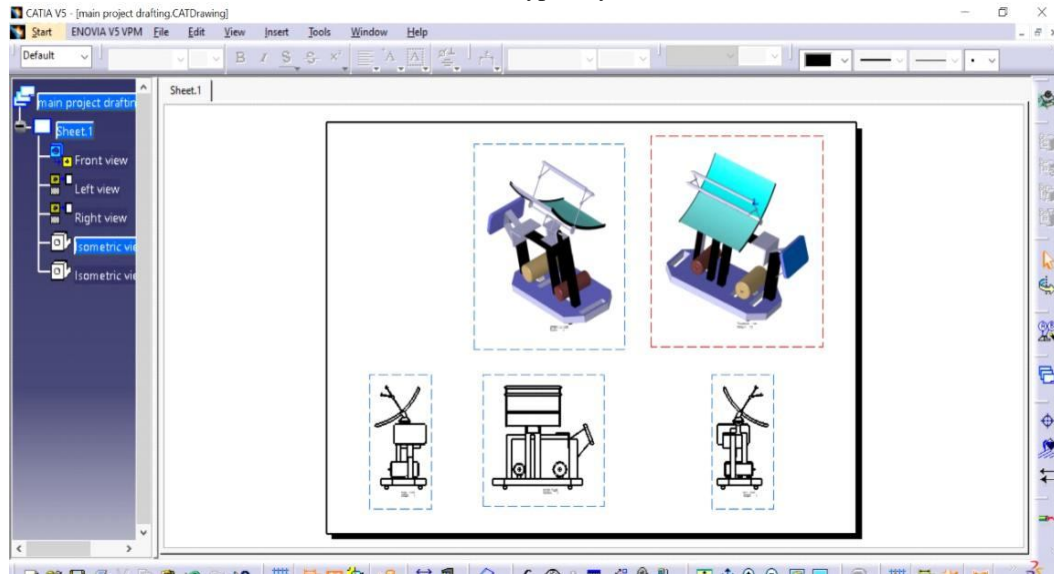 CATIA V5 - [main project drafting.CATDrawing]
Start ENOVIA V5 VPM File Edit View Insert Tools Window Help
Default
B I S S x²
main project draftin
Sheet.1
Sheet.1
Front view
Left view
Right view
Isometric vie
Isometric vie